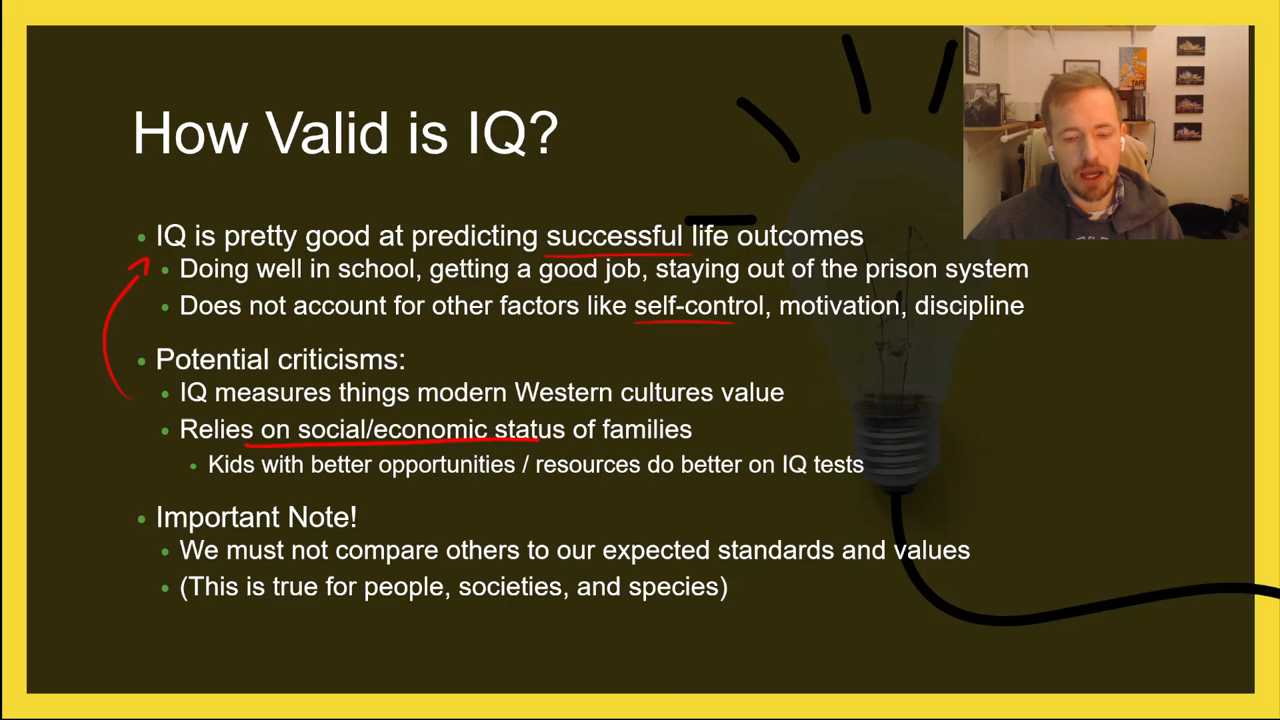 How Valid is IQ?
• IQ is pretty good at predicting successful life outcomes
• Doing well in school, getting a good job, staying out of the prison system
• Does not account for other factors like self-control, motivation, discipline
• Potential criticisms:
• IQ measures things modern Western cultures value
• Relies on social/economic status of families
• Kids with better opportunities / resources do better on IQ tests
• Important Note!
• We must not compare others to our expected standards and values
• (This is true for people, societies, and species)